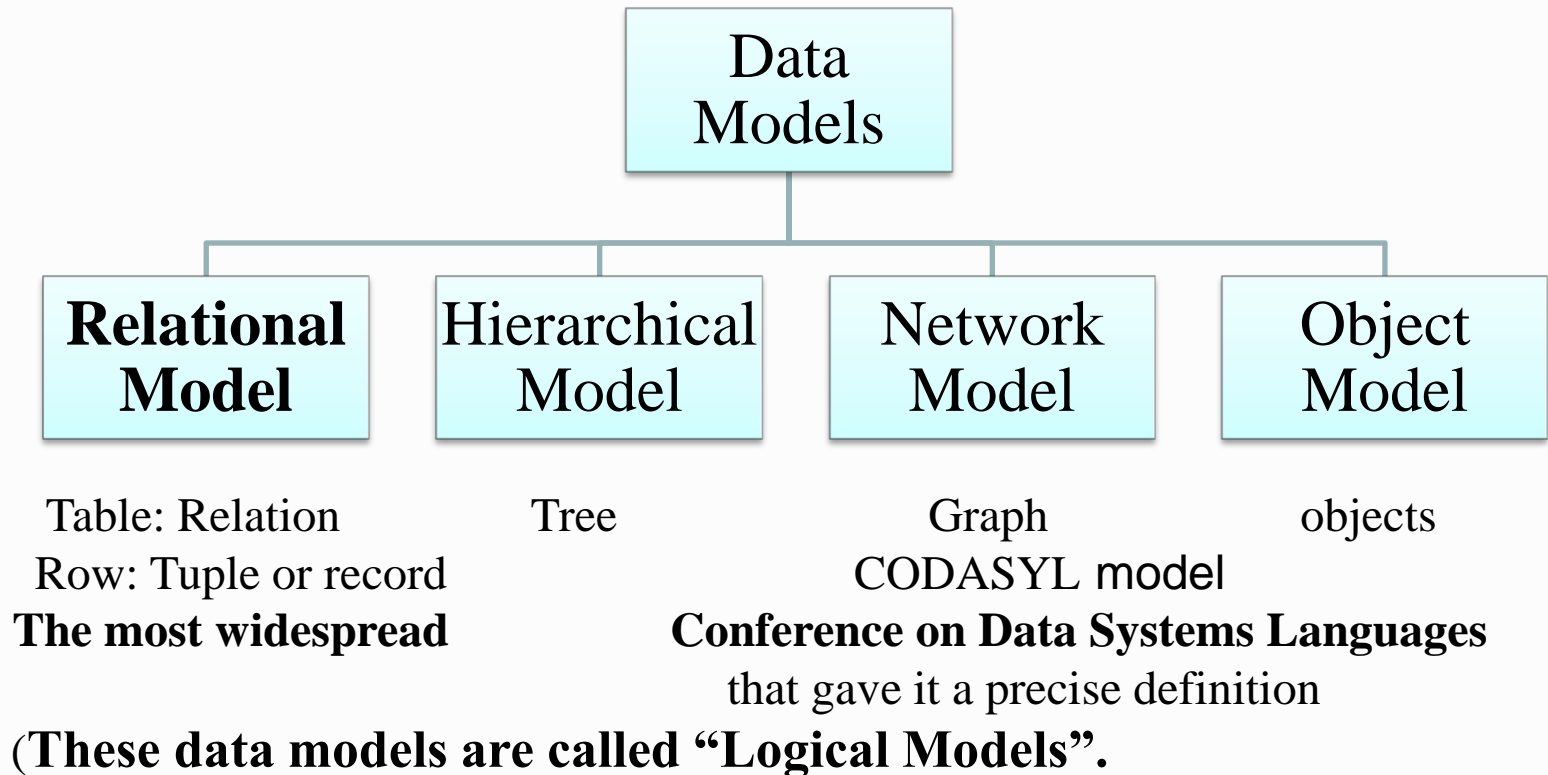 Data
Models
Relational
Model
Hierarchical
Model
Network
Model
Object
Model
Table: Relation
Row: Tuple or record
The most widespread
Tree
Graph
CODASYL model
Conference on Data Systems Languages
that gave it a precise definition
objects
(These data models are called “Logical Models”.